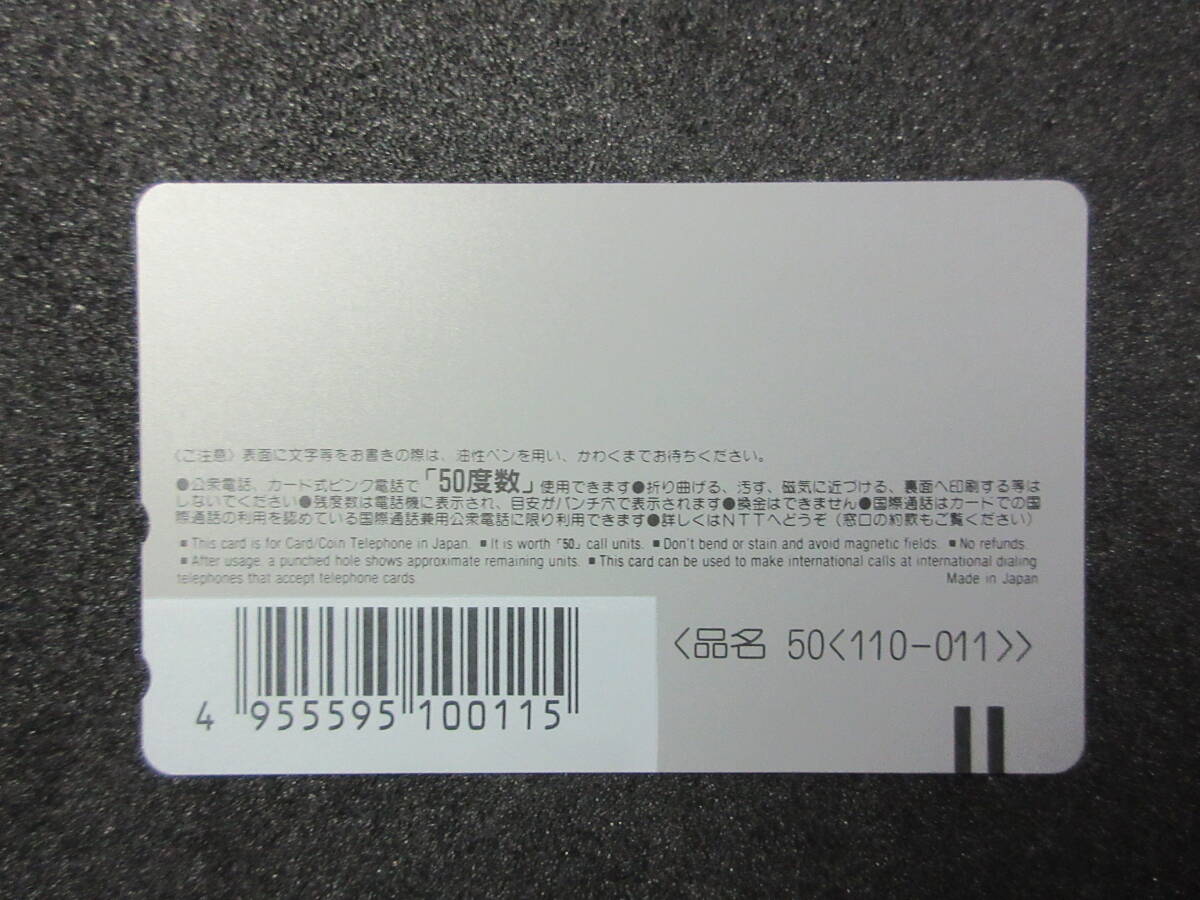 〈ご注意〉表面に文字等をお書きの際は、油性ペンを用い、かわくまでお待ちください。
●公衆電話、カード式ピンク電話で「50度数」使用できます●折り曲げる、汚す、磁気に近づける、裏面へ印刷する等は
しないでください●残度数は電話機に表示され、目安がパンチ穴で表示されます●換金はできません●国際通話はカードでの国
際通話の利用を認めている国際通話兼用公衆電話に限り利用できます●詳しくはNTTへどうぞ（窓口の約款もご覧ください）
■ This card is for Card/Coin Telephone in Japan. ■ It is worth「50」call units. ■ Don't bend or stain and avoid magnetic fields. ■ No refunds.
■ After usage, a punched hole shows approximate remaining units. ■ This card can be used to make international calls at international dialing
telephones that accept telephone cards. Made in Japan
〈品名 50〈110-011〉〉
4 955595 100115